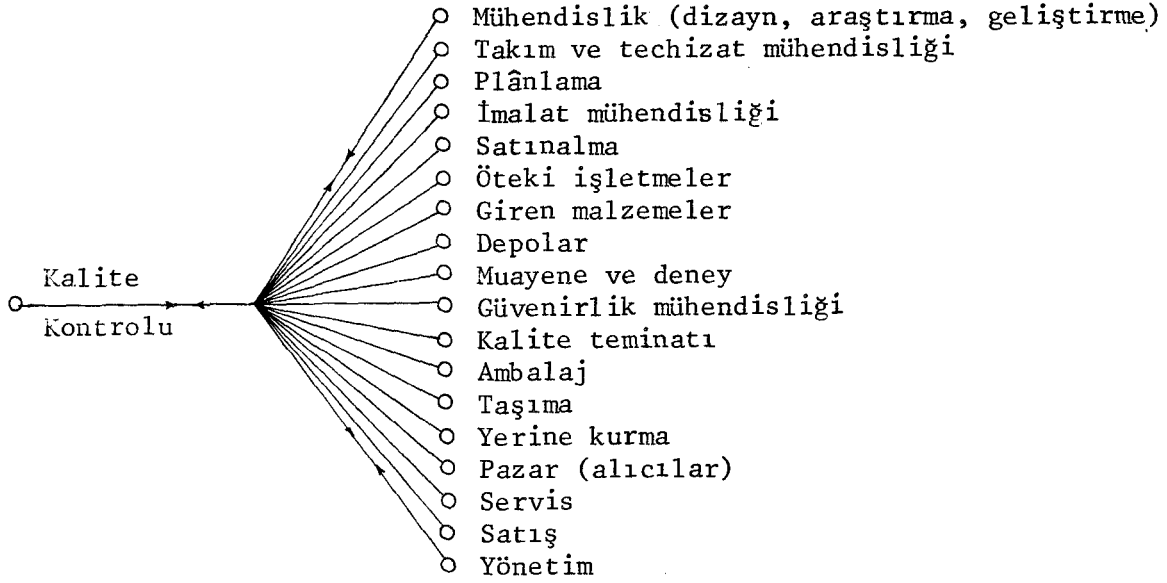 Mühendislik (dizayn, araştırma, geliştirme)
Takım ve techizat mühendisliği
Plânlama
İmalat mühendisliği
Satınalma
Öteki işletmeler
Giren malzemeler
Depolar
Muayene ve deney
Güvenirlik mühendisliği
Kalite teminatı
Ambalaj
Taşıma
Yerine kurma
Pazar (alıcılar)
Servis
Satış
Yönetim
Kalite
Kontrolu